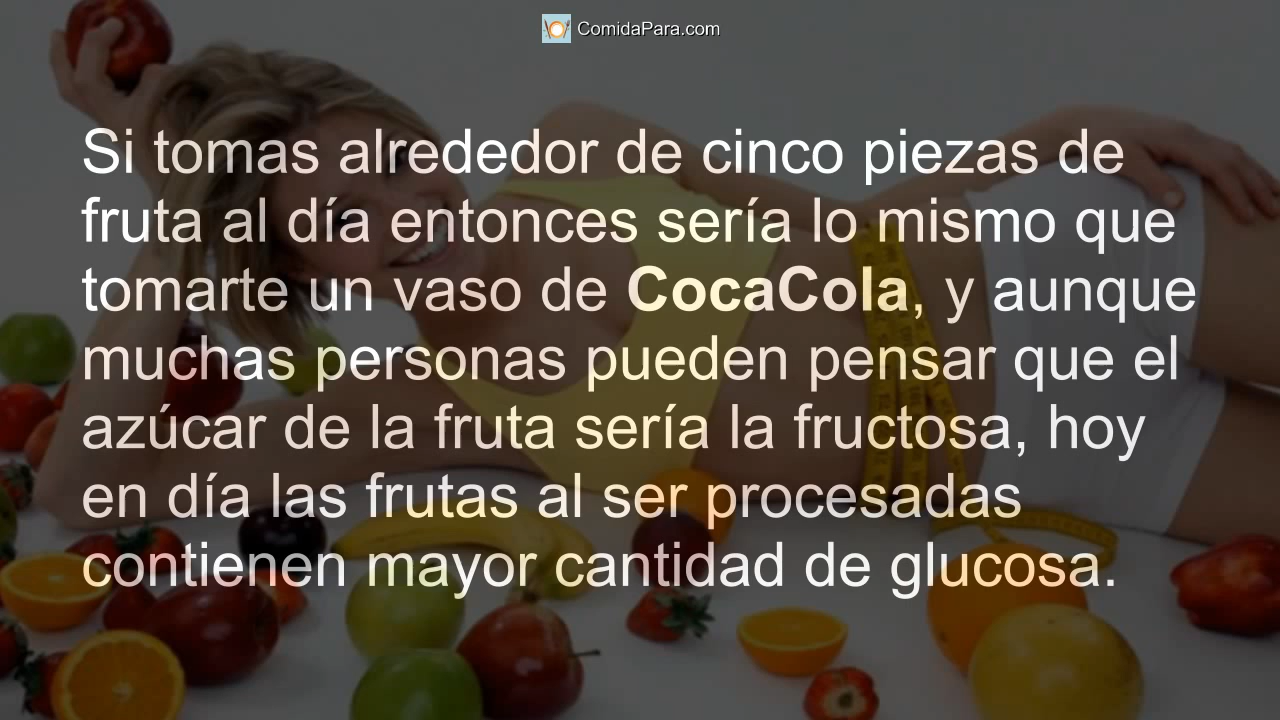 ComidaPara.com
Si tomas alrededor de cinco piezas de
fruta al día entonces sería lo mismo que
tomarte un vaso de CocaCola, y aunque
muchas personas pueden pensar que el
azúcar de la fruta sería la fructosa, hoy
en día las frutas al ser procesadas
contienen mayor cantidad de glucosa.